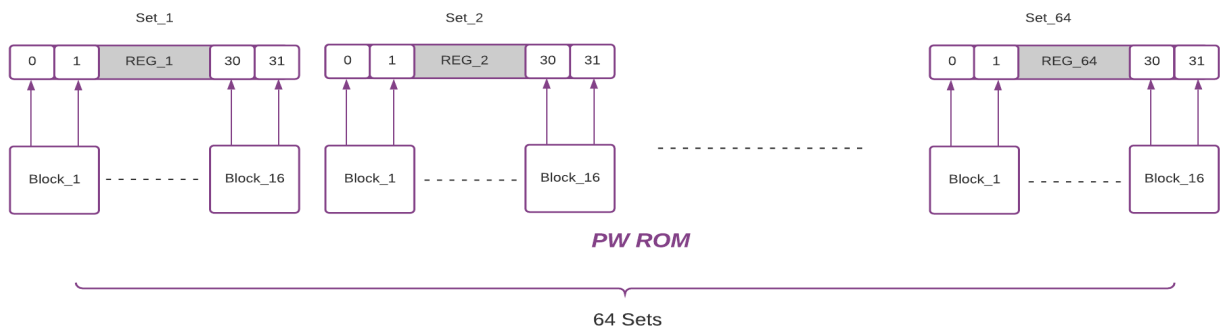 Set_1 Set_2 Set_64
0 1 REG_1 30 31 0 1 REG_2 30 31 0 1 REG_64 30 31
Block_1 Block_16 Block_1 Block_16 Block_1 Block_16
PW ROM
64 Sets